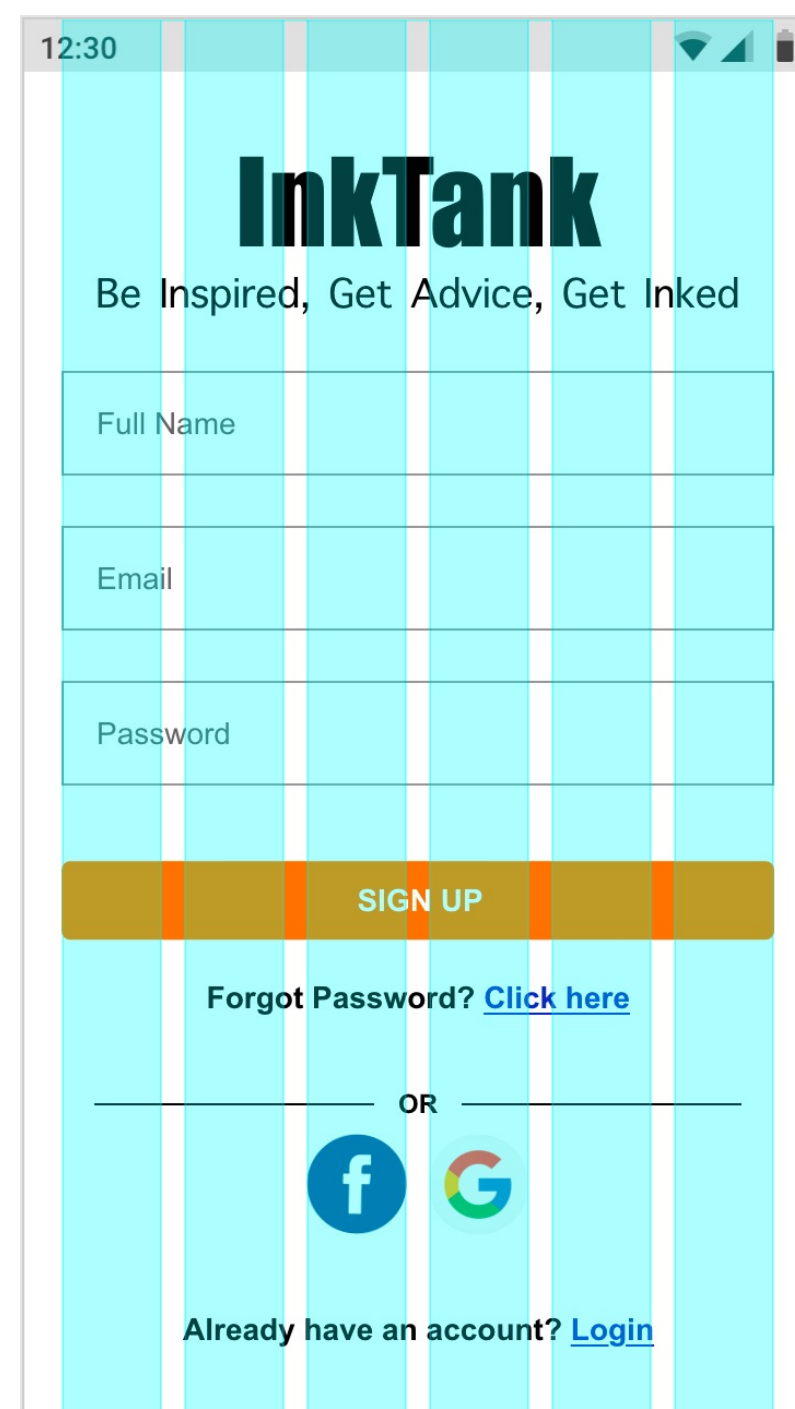 12:30
InkTank
Be Inspired, Get Advice, Get Inked
Full Name
Email
Password
SIGN UP
Forgot Password? Click here
OR
f G
Already have an account? Login